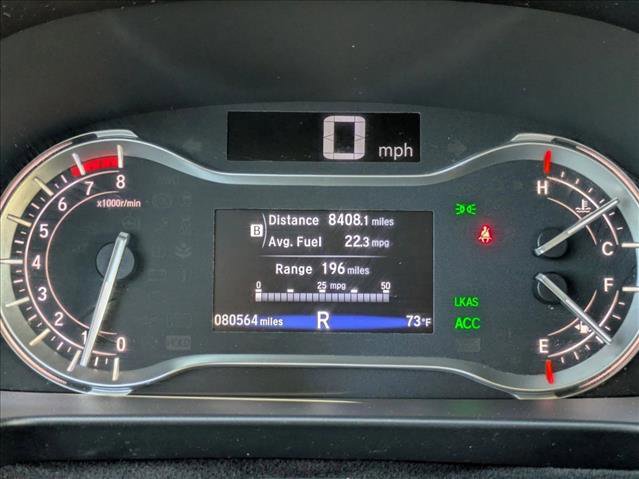 0 mph
8
7
6
5
4
3
2
1
0
x1000r/min
B Distance 8408.1 miles
Avg. Fuel 22.3 mpg
Range 196 miles
0 25 mpg 50
080564 miles R 73°F
LKAS
ACC
H
C
F
E
HOLD